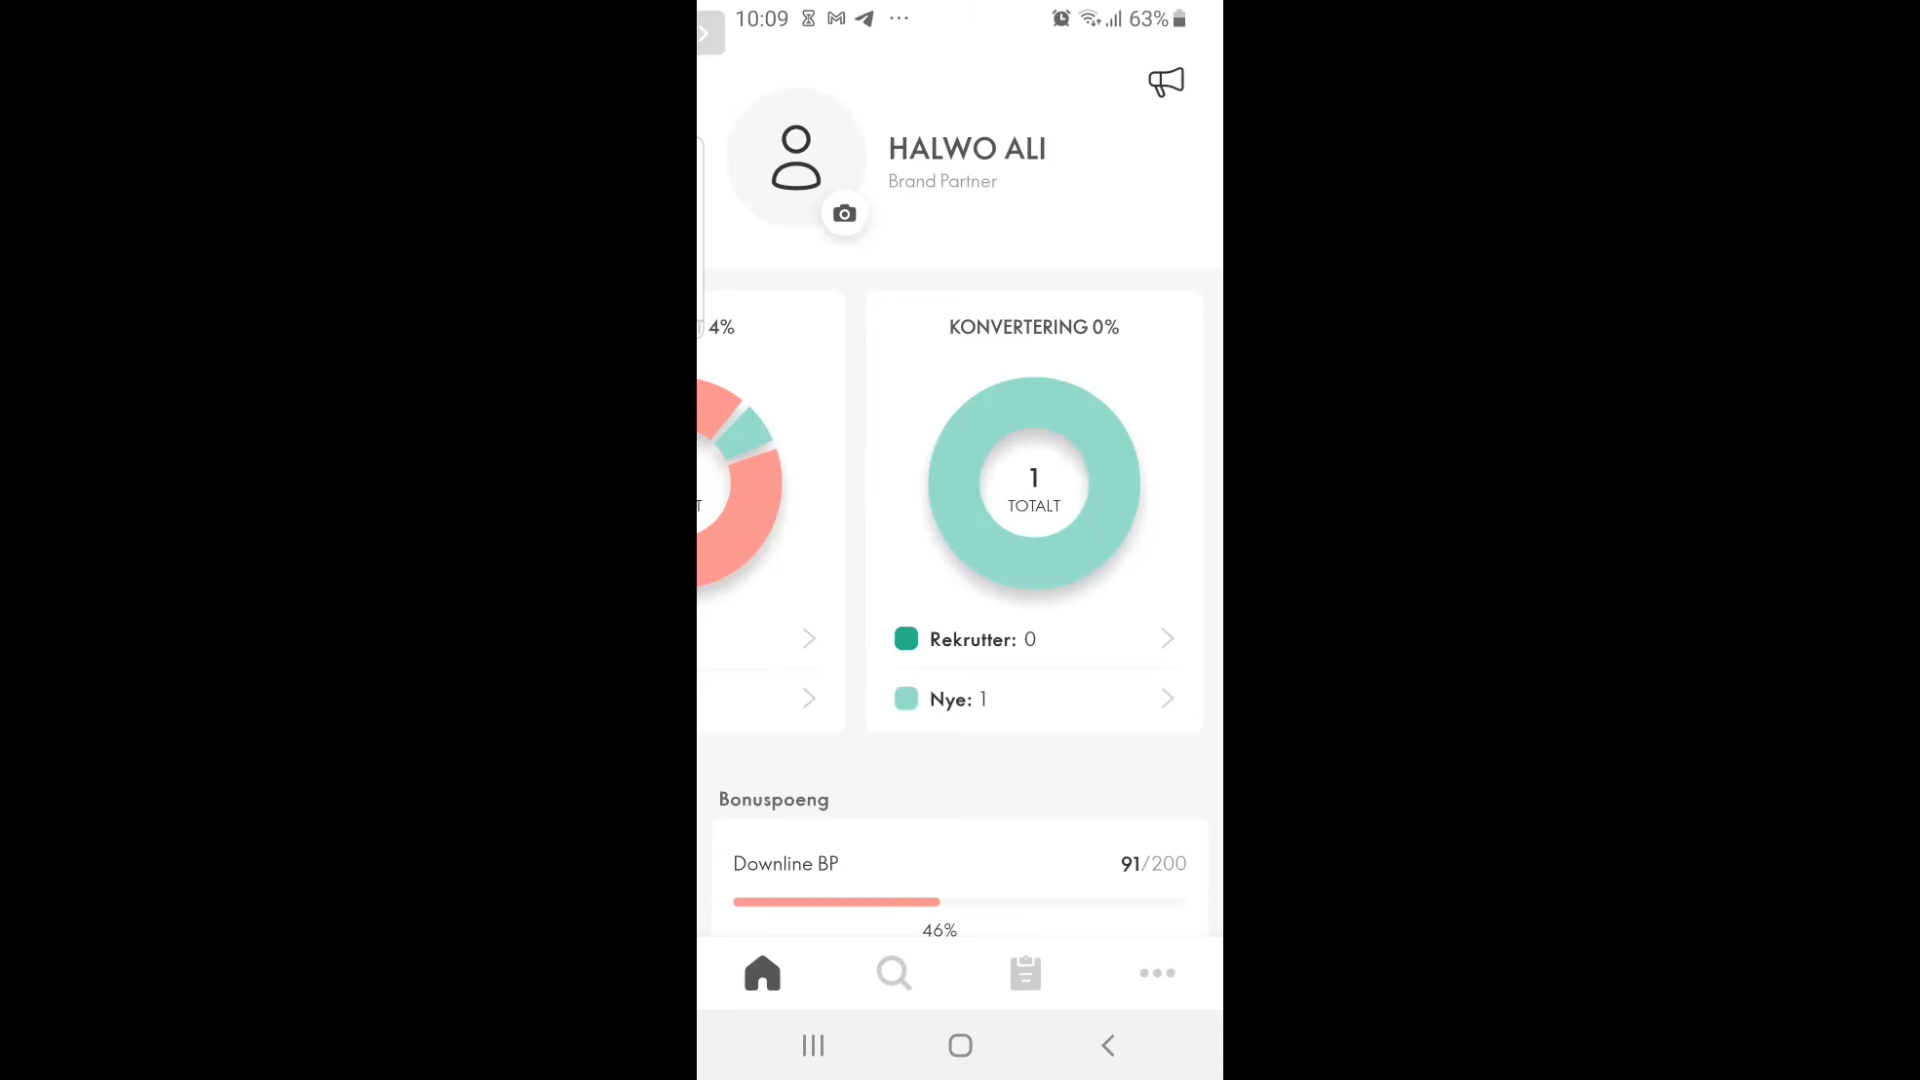 10:09
63%
HALWO ALI
Brand Partner
4%
KONVERTERING 0%
1
TOTALT
T
Rekrutter: 0
Nye: 1
Bonuspoeng
Downline BP
91/200
46%